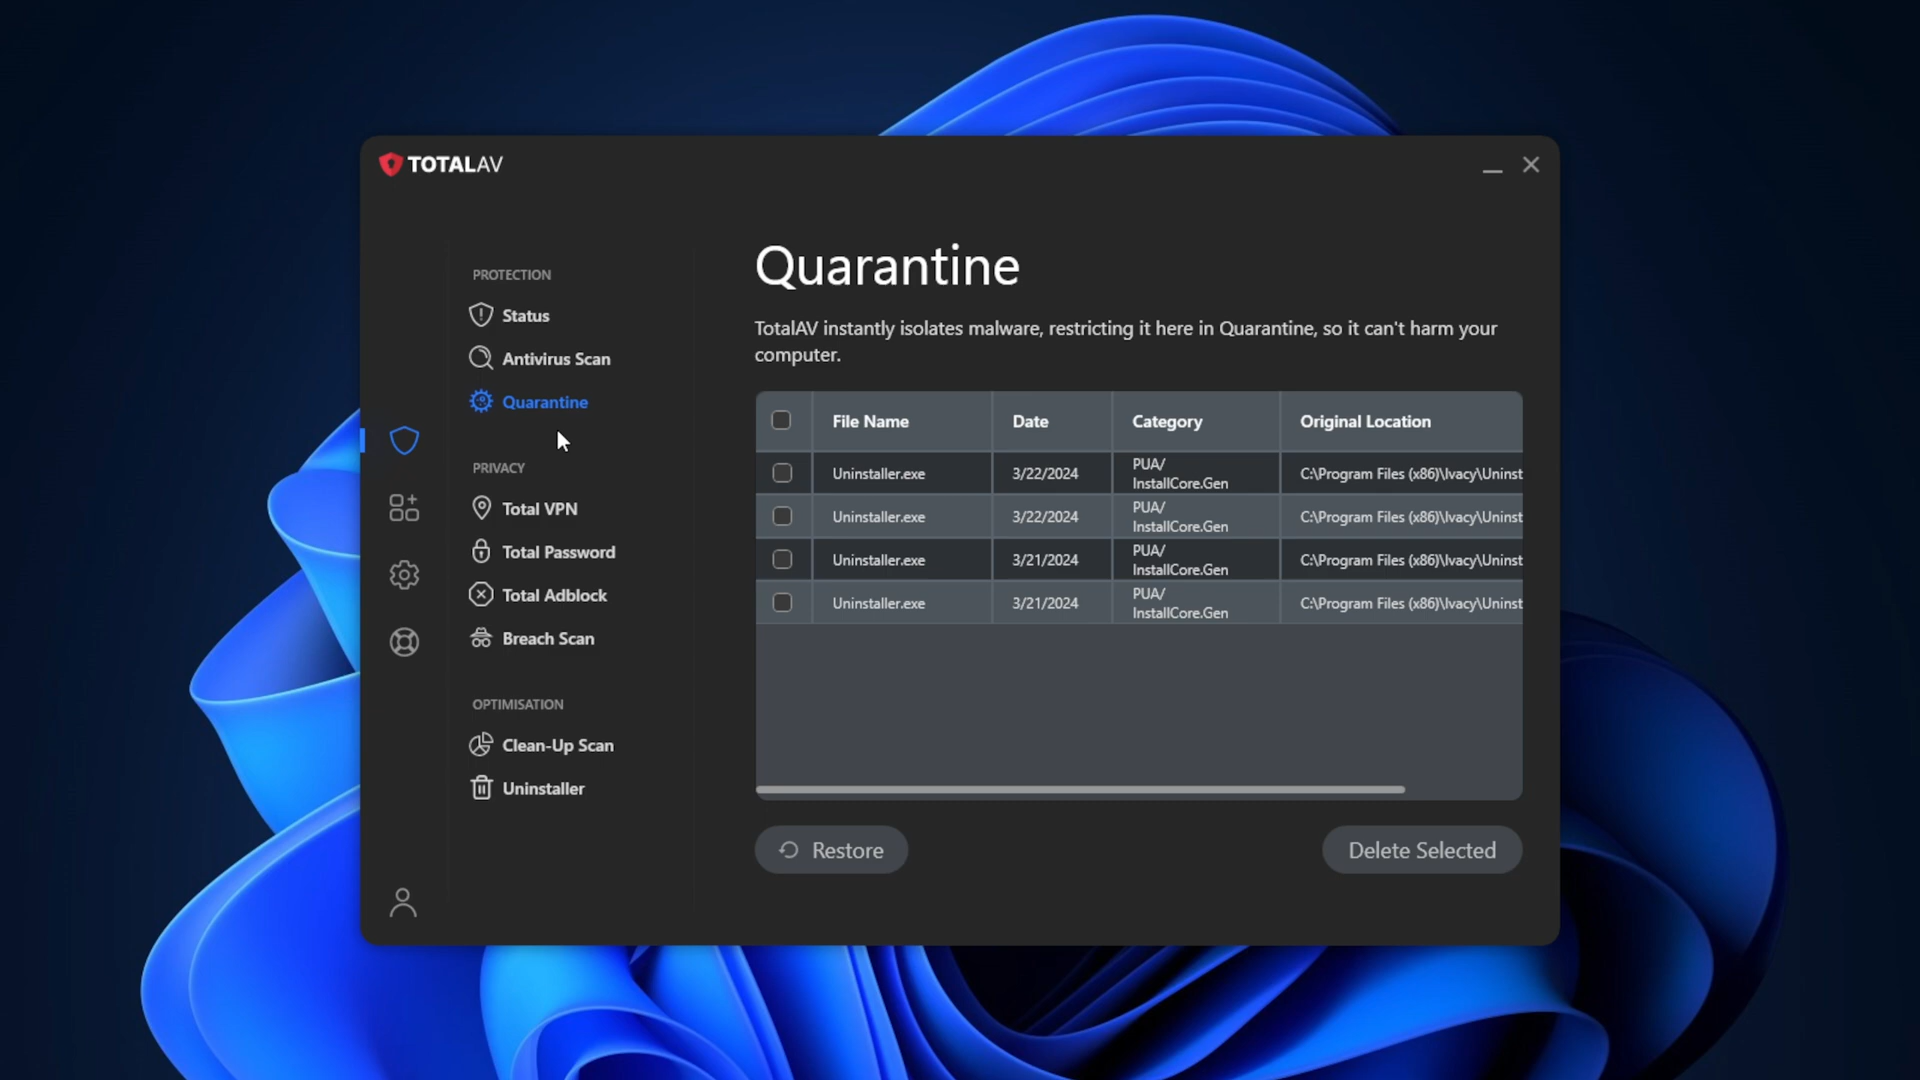 TOTALAV
PROTECTION
Status
Antivirus Scan
Quarantine
PRIVACY
Total VPN
Total Password
Total Adblock
Breach Scan
OPTIMISATION
Clean-Up Scan
Uninstaller
Quarantine
TotalAV instantly isolates malware, restricting it here in Quarantine, so it can't harm your
computer.
File Name Date Category Original Location
Uninstaller.exe 3/22/2024 PUA/
InstallCore.Gen C:\Program Files (x86)\Ivacy\Uninst
Uninstaller.exe 3/22/2024 PUA/
InstallCore.Gen C:\Program Files (x86)\Ivacy\Uninst
Uninstaller.exe 3/21/2024 PUA/
InstallCore.Gen C:\Program Files (x86)\Ivacy\Uninst
Uninstaller.exe 3/21/2024 PUA/
InstallCore.Gen C:\Program Files (x86)\Ivacy\Uninst
Restore
Delete Selected